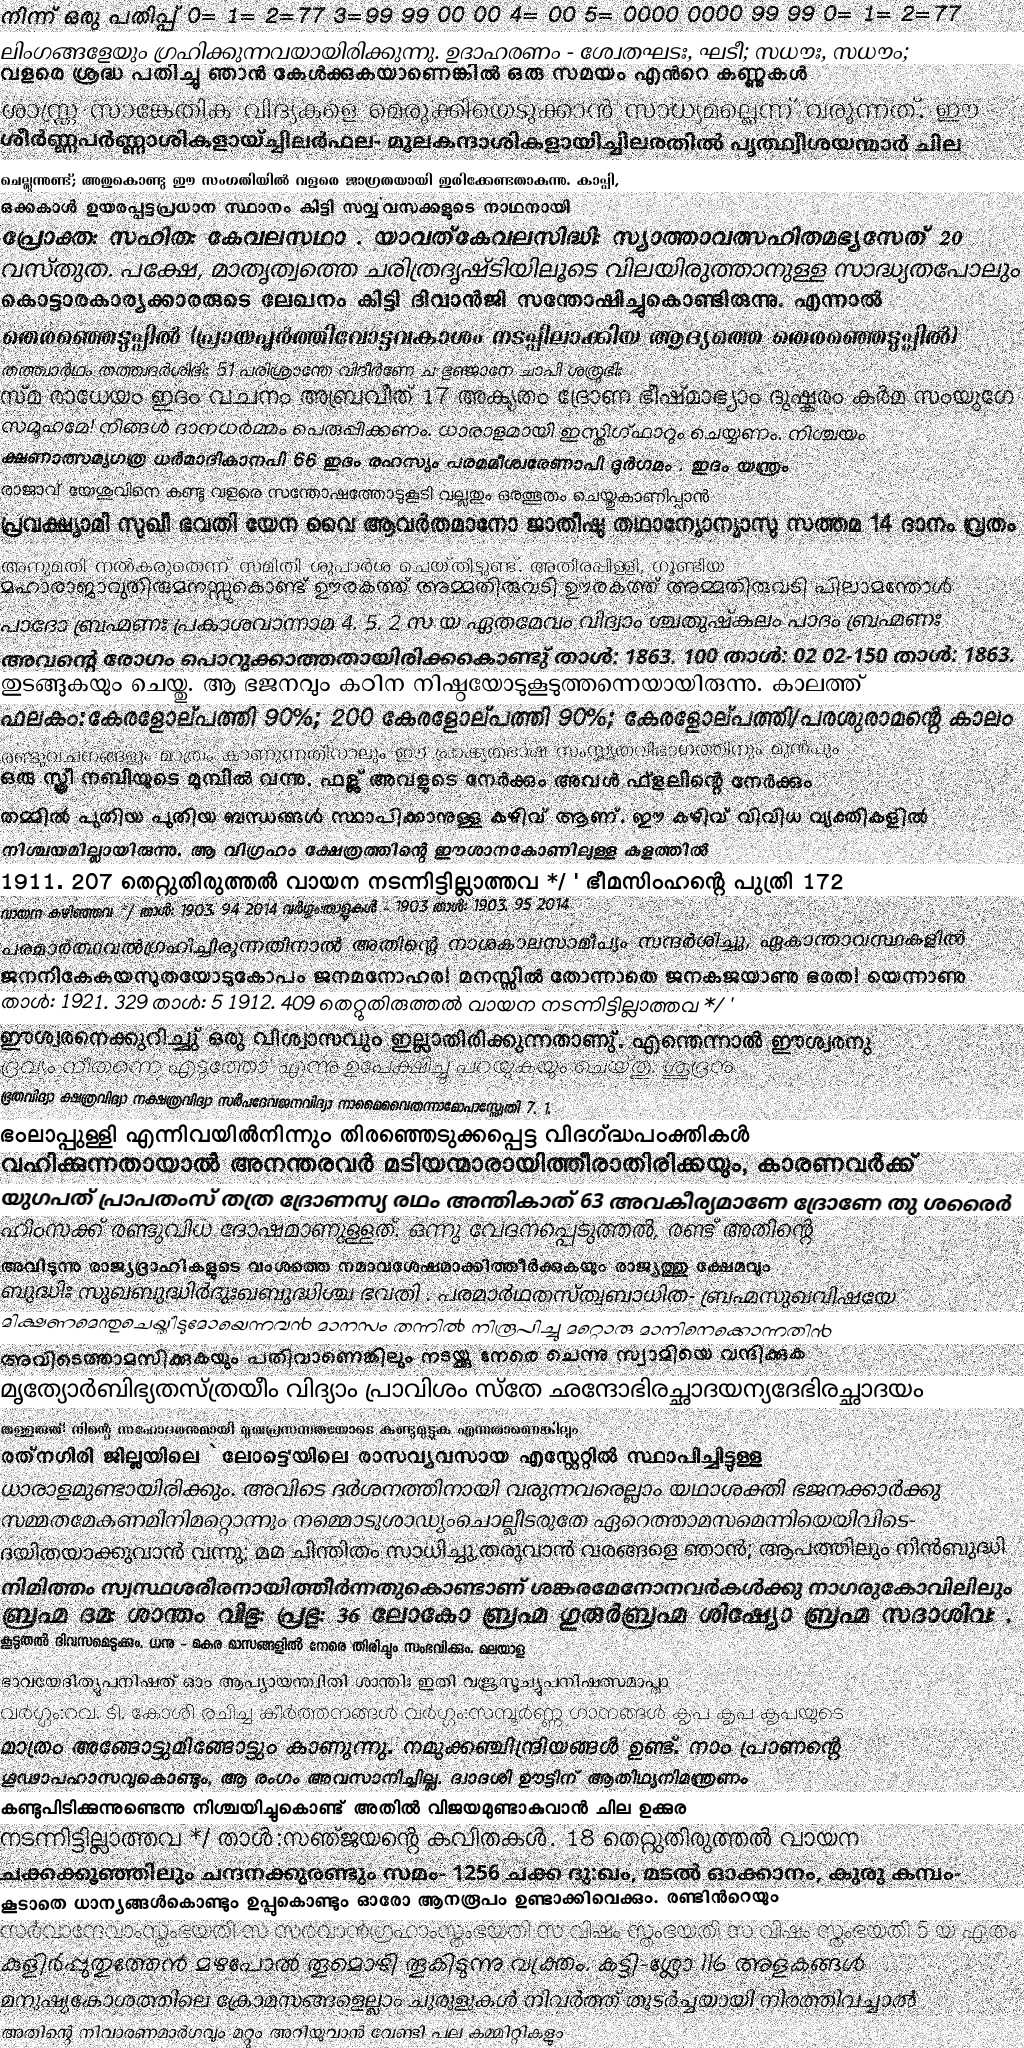 നിന്ന് ഒരു പതിപ്പ് 0= 1= 2=77 3=99 99 00 00 4= 00 5= 0000 0000 99 99 0= 1= 2=77
ലിംഗങ്ങളേയും ഗ്രഹിക്കുന്നവയായിരിക്കുന്നു. ഉദാഹരണം - ശ്വേതഘടഃ, ഘടീ; സധൗഃ, സധൗം;
വളരെ ശ്രദ്ധ പതിച്ചു ഞാൻ കേൾക്കുകയാണെങ്കിൽ ഒരു സമയം എൻറെ കണ്ണുകൾ
ശാസ്ത്ര സാങ്കേതിക വിദ്യകളെ മെരുക്കിയെടുക്കാൻ സാധ്യമല്ലെന്ന് വരുന്നത്. ഈ
ശീർണ്ണപർണ്ണാശികളായ്ച്ചിലർഫല- മൂലകന്ദാശികളായിച്ചിലരതിൽ പൃത്ഥ്വീശയന്മാർ ചില
ചെല്ലുന്നുണ്ട്; അതുകൊണ്ടു ഈ സംഗതിയിൽ വളരെ ജാഗ്രതയായി ഇരിക്കേണ്ടതാകുന്നു. കാപ്പി,
ഒക്കകാൾ ഉയരപ്പട്ടപ്രധാന സ്ഥാനം കിട്ടി സവ്വ്വസക്കളുടെ നാഥനായി
പ്രോക്തഃ സഹിതഃ കേവലസഥാ . യാവത്കേവലസിദ്ധിഃ സ്യാത്താവത്സഹിതമഭ്യസേത് 20
വസ്തുത. പക്ഷേ, മാതൃത്വത്തെ ചരിത്രദൃഷ്ടിയിലൂടെ വിലയിരുത്താനുള്ള സാദ്ധ്യതപോലും
കൊട്ടാരകാര്യക്കാരരുടെ ലേഖനം കിട്ടി ദിവാൻജി സന്തോഷിച്ചുകൊണ്ടിരുന്നു. എന്നാൽ
തെരഞ്ഞെടുപ്പിൽ (പ്രായപൂർത്തിവോട്ടവകാശം നടപ്പിലാക്കിയ ആദ്യത്തെ തെരഞ്ഞെടുപ്പിൽ)
തത്ത്വാർഥം തത്ത്വദർശിഭിഃ 51 പരിശ്രാന്തേ വിദീർണേ ച ഭുഞ്ജാനേ ചാപി ശത്രുഭിഃ
സ്മ രാധേയം ഇദം വചനം അബ്രവീത് 17 അകൃതം ദ്രോണ ഭീഷ്മാഭ്യാം ദുഷ്കരം കർമ സംയുഗേ
സമൂഹമേ! നിങ്ങൾ ദാനധർമ്മം പെരുപ്പിക്കണം. ധാരാളമായി ഇസ്തിഗ്ഫാറും ചെയ്യണം. നിശ്ചയം
ക്ഷണാത്സമ്യഗത്ര ധർമാദീകാനപി 66 ഇദം രഹസ്യം പരമമീശ്വരേണാപി ദുർഗമം . ഇദം യന്ത്രം
രാജാവ് യേശുവിനെ കണ്ടു വളരെ സന്തോഷത്തോടുകൂടി വല്ലതും ഒരത്ഭുതം ചെയ്തുകാണിപ്പാൻ
പ്രവക്ഷ്യാമി സുഖീ ഭവതി യേന വൈ ആവർതമാനോ ജാതീഷു തഥാന്യോന്യാസു സത്തമ 14 ദാനം വ്രതം
അനുമതി നൽകരുതെന്ന് സമിതി ശുപാർശ ചെയ്തിട്ടുണ്ട്. അതിരപ്പിള്ളി, ഗൂണ്ടിയ
മഹാരാജാവുതിരുമനസ്സുകൊണ്ട് ഊരകത്ത് അമ്മതിരുവടി ഊരകത്ത് അമ്മതിരുവടി പിലാമന്തോൾ
പാദോ ബ്രഹ്മണഃ പ്രകാശവാന്നാമ 4. 5. 2 സ യ ഏതമേവം വിദ്വാം ശ്ചതുഷ്കലം പാദം ബ്രഹ്മണഃ
അവന്റെ രോഗം പൊറുക്കാത്തതായിരിക്കകൊണ്ടു് താൾ: 1863. 100 താൾ: 02 02-150 താൾ: 1863.
തുടങ്ങുകയും ചെയ്തു. ആ ഭജനവും കഠിന നിഷ്ഠയോടുകൂടുത്തന്നെയായിരുന്നു. കാലത്ത്
ഫലകം:കേരളോല്പത്തി 90%; 200 കേരളോല്പത്തി 90%; കേരളോല്പത്തി/പരശുരാമന്റെ കാലം
രണ്ടുവചനങ്ങളും മാത്രം കാണുന്നതിനാലും ഈ പ്രാകൃതഭാഷ സംസ്കൃതവിഭാഗത്തിനും മുൻപും
ഒരു സ്ത്രീ നബിയുടെ മുമ്പിൽ വന്നു. ഫള്ല് അവളുടെ നേർക്കും അവൾ ഫ്ളലിന്റെ നേർക്കും
തമ്മിൽ പുതിയ പുതിയ ബന്ധങ്ങൾ സ്ഥാപിക്കാനുള്ള കഴിവ് ആണ്. ഈ കഴിവ് വിവിധ വ്യക്തികളിൽ
നിശ്ചയമില്ലായിരുന്നു. ആ വിഗ്രഹം ക്ഷേത്രത്തിന്റെ ഈശാനകോണിലുള്ള കുളത്തിൽ
1911. 207 തെറ്റുതിരുത്തൽ വായന നടന്നിട്ടില്ലാത്തവ */ ' ഭീമസിംഹന്റെ പുത്രി 172
വായന കഴിഞ്ഞവ */ താൾ: 1903. 94 2014 വർഗ്ഗം:താളുകൾ - 1903 താൾ: 1903. 95 2014
പരമാർത്ഥവൽഗ്രഹിച്ചിരുന്നതിനാൽ അതിന്റെ നാശകാലസാമീപ്യം സന്ദർശിച്ചു, ഏകാന്താവസ്ഥകളിൽ
ജനനികേകയസുതയോടുകോപം ജനമനോഹര! മനസ്സിൽ തോന്നാതെ ജനകജയാണു ഭരത! യെന്നാണു
താൾ: 1921. 329 താൾ: 5 1912. 409 തെറ്റുതിരുത്തൽ വായന നടന്നിട്ടില്ലാത്തവ */ '
ഈശ്വരനെക്കുറിച്ചു് ഒരു വിശ്വാസവും ഇല്ലാതിരിക്കുന്നതാണു്. എന്തെന്നാൽ ഈശ്വരനു
ദ്രവ്യം നീതന്നെ എടുത്തോ എന്നു ഉപേക്ഷിച്ചു പറയുകയും ചെയ്തു. ശൂദ്രൻ
ഭൂതവിദ്യാ ക്ഷത്രവിദ്യാ നക്ഷത്രവിദ്യാ സർപദേവജനവിദ്യാ നാമൈവൈതന്നാമോപാസ്സ്വേതി 7. 1.
ഭംലാപ്പുള്ളി എന്നിവയിൽനിന്നും തിരഞ്ഞെടുക്കപ്പെട്ട വിദഗ്ദ്ധപംക്തികൾ
വഹിക്കുന്നതായാൽ അനന്തരവർ മടിയന്മാരായിത്തീരാതിരിക്കയും, കാരണവർക്ക്
യുഗപത് പ്രാപതംസ് തത്ര ദ്രോണസ്യ രഥം അന്തികാത് 63 അവകീര്യമാണേ ദ്രോണേ തു ശരൈർ
ഹിംസക്ക് രണ്ടുവിധ ദോഷമാണുള്ളത്. ഒന്നു വേദനപ്പെടുത്തൽ, രണ്ട് അതിന്റെ
അവിടുന്നു രാജ്യദ്രാഹികളുടെ വംശത്തെ നമാവശേഷമാക്കിത്തീർക്കുകയും രാജ്യത്തു ക്ഷേമവും
ബുദ്ധിഃ സുഖബുദ്ധിർദുഃഖബുദ്ധിശ്ച ഭവതി . പരമാർഥതസ്ത്വബാധിത- ബ്രഹ്മസുഖവിഷയേ
മിക്ഷണമെന്തുചെയ്തിടുമോയെന്നവൻ മാനസം തന്നിൽ നിരൂപിച്ചു മറ്റൊരു മാനിനെക്കൊന്നതിൻ
അവിടെത്താമസിക്കുകയും പതിവാണെങ്കിലും നടയ്ക്കു നേരെ ചെന്നു സ്വാമിയെ വന്ദിക്കുക
മൃത്യോർബിഭ്യതസ്ത്രയീം വിദ്യാം പ്രാവിശം സ്തേ ഛന്ദോഭിരച്ഛാദയന്യദേഭിരച്ഛാദയം
തള്ളരുത്! നിന്റെ സഹോദരനുമായി മുഖപ്രസന്നതയോടെ കണ്ടുമുട്ടുക എന്നതാണെങ്കിലും
രത്നഗിരി ജില്ലയിലെ `ലോട്ടെ'യിലെ രാസവ്യവസായ എസ്റ്റേറ്റിൽ സ്ഥാപിച്ചിട്ടുള്ള
ധാരാളമുണ്ടായിരിക്കും. അവിടെ ദർശനത്തിനായി വരുന്നവരെല്ലാം യഥാശക്തി ഭജനക്കാർക്കു
സമ്മതമേകണമിനിമറ്റൊന്നും നമ്മൊടുശാഡ്യംചൊല്ലീടരുതേ ഏറെത്താമസമെന്നിയെയിവിടെ-
ദയിതയാക്കുവാൻ വന്നു; മമ ചിന്തിതം സാധിച്ചു,തരുവാൻ വരങ്ങളെ ഞാൻ; ആപത്തിലും നിൻബുദ്ധി
നിമിത്തം സ്വസ്ഥശരീരനായിത്തീർന്നതുകൊണ്ടാണ് ശങ്കരമേനോനവർകൾക്കു നാഗരുകോവിലിലും
ബ്രഹ്മ ദമഃ ശാന്തം വിഭുഃ പ്രഭുഃ 36 ലോകോ ബ്രഹ്മ ഗുരുർബ്രഹ്മ ശിഷ്യോ ബ്രഹ്മ സദാശിവഃ .
കൂടുതൽ ദിവസമെടുക്കും. ധനു - മകര മാസങ്ങളിൽ നേരെ തിരിച്ചും സംഭവിക്കും. മലയാള
ഭാവയേദിത്യുപനിഷത് ഓം ആപ്യായന്ത്വിതി ശാന്തിഃ ഇതി വജ്രസൂച്യുപനിഷത്സമാപ്താ
വർഗ്ഗം:റവ. ടി. കോശി രചിച്ച കീർത്തനങ്ങൾ വർഗ്ഗം:സമ്പൂർണ്ണ ഗാനങ്ങൾ കൃപ കൃപ കൃപയുടെ
മാത്രം അങ്ങോട്ടുമിങ്ങോട്ടും കാണുന്നു. നമുക്കഞ്ചിന്ദ്രിയങ്ങൾ ഉണ്ട്. നാം പ്രാണന്റെ
ഗൂഢാപഹാസവുകൊണ്ടും, ആ രംഗം അവസാനിച്ചില്ല. ദ്വാദശി ഊട്ടിന് ആതിഥ്യനിമന്ത്രണം
കണ്ടുപിടിക്കുന്നുണ്ടെന്നു നിശ്ചയിച്ചുകൊണ്ട് അതിൽ വിജയമുണ്ടാകുവാൻ ചില ഉക്കുര
നടന്നിട്ടില്ലാത്തവ */ താൾ:സഞ്ജയന്റെ കവിതകൾ. 18 തെറ്റുതിരുത്തൽ വായന
ചക്കക്കൂഞ്ഞിലും ചന്ദനക്കുരണ്ടും സമം- 1256 ചക്ക ദു:ഖം, മടൽ ഓക്കാനം, കുരു കമ്പം-
കൂടാതെ ധാന്യങ്ങൾകൊണ്ടും ഉപ്പുകൊണ്ടും ഓരോ ആനരൂപം ഉണ്ടാക്കിവെക്കും. രണ്ടിൻറെയും
സർവാന്ദേവാംസ്തംഭയതി സ സർവാൻഗ്രഹാംസ്തംഭയതി സ വിഷം സ്തംഭയതി സ വിഷം സ്തംഭയതി 5 യ ഏതം
കുളിർപ്പുതുത്തേൻ മഴപോൽ തൂമൊഴി തൂകിടുന്നു വക്ത്രം. കട്ടി-ശ്ലോ 116 അളകങ്ങൾ
മനുഷ്യകോശത്തിലെ ക്രോമസങ്ങളെല്ലാം ചുരുളുകൾ നിവർത്ത് തുടർച്ചയായി നിരത്തിവച്ചാൽ
അതിന്റെ നിവാരണമാർഗവും മറ്റും അറിയുവാൻ വേണ്ടി പല കമ്മിറ്റികളും